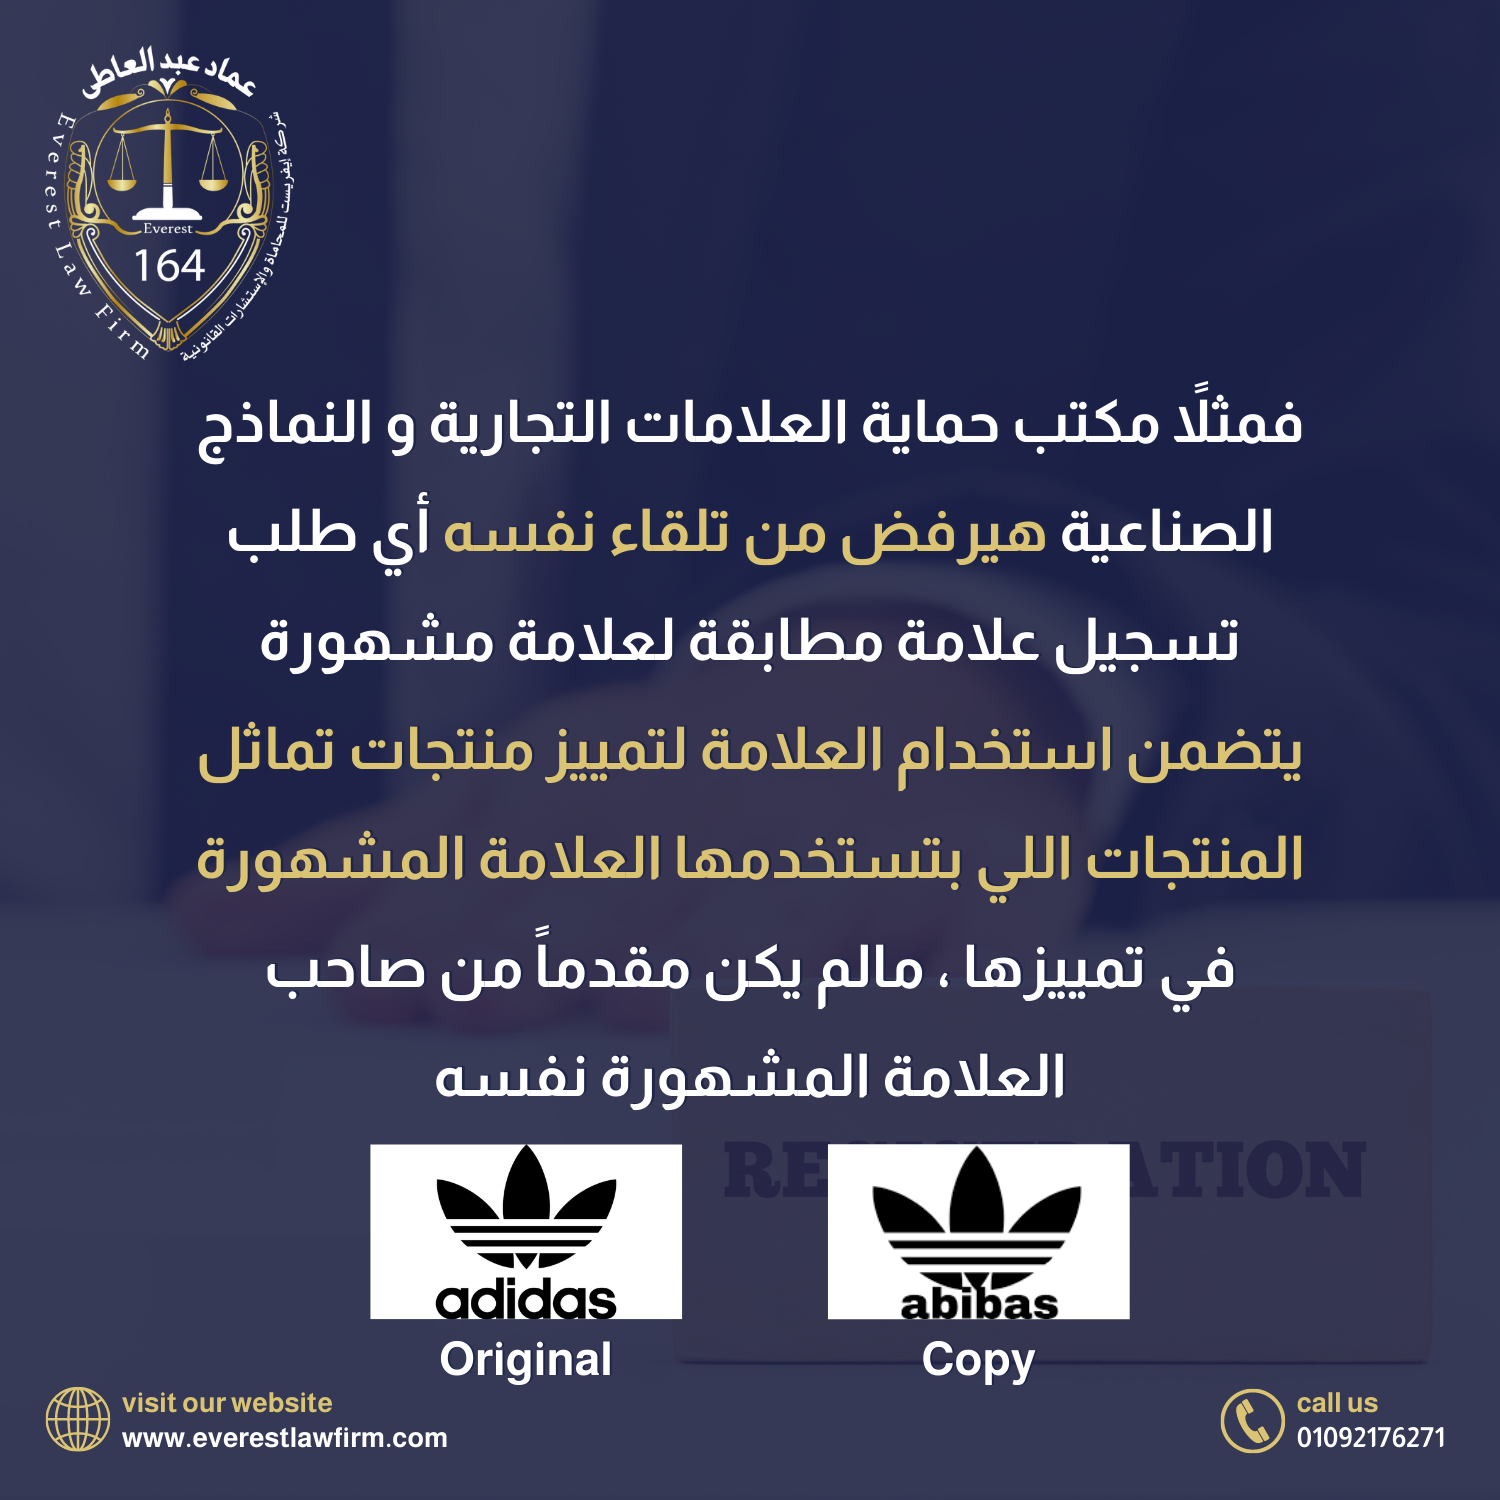 عماد عبد العاطى
Everest Law Firm
شركة إيفريست للمحاماة والإستشارات القانونية
Everest
164
فمثلًا مكتب حماية العلامات التجارية و النماذج
الصناعية هيرفض من تلقاء نفسه أي طلب
تسجيل علامة مطابقة لعلامة مشهورة
يتضمن استخدام العلامة لتمييز منتجات تماثل
المنتجات اللي بتستخدمها العلامة المشهورة
في تمييزها ، مالم يكن مقدماً من صاحب
العلامة المشهورة نفسه
adidas
abibas
Original
Copy
visit our website
www.everestlawfirm.com
call us
01092176271